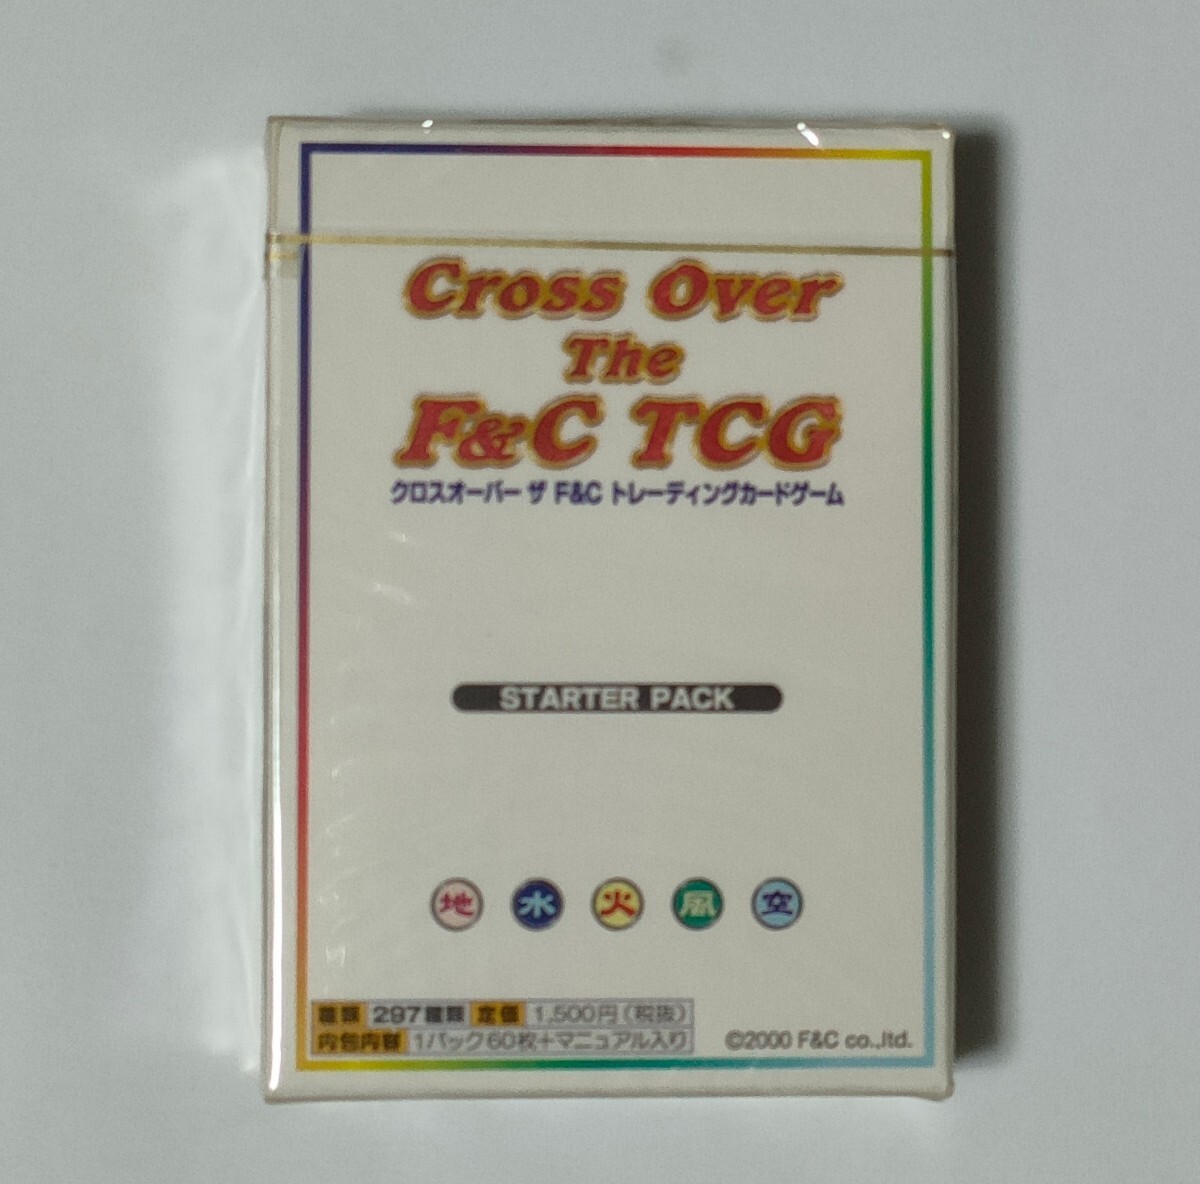 Cross Over
The
F&C TCG
クロスオーバー ザ F&C トレーディングカードゲーム
STARTER PACK
地 水 火 風 空
種類 297種類 定価 1,500円(税抜)
内包内容 1パック60枚+マニュアル入り
©2000 F&C co.,ltd.